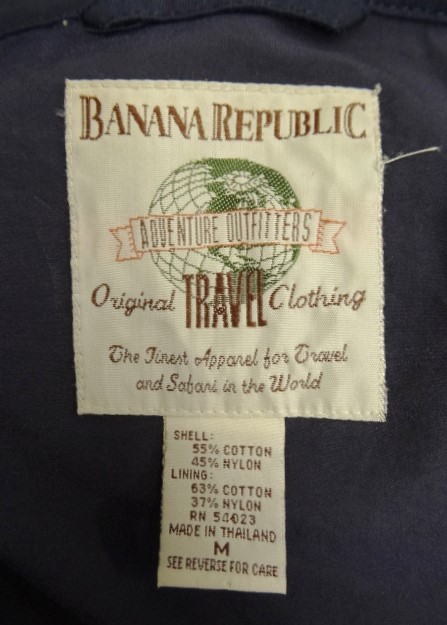 BANANA REPUBLIC
ADVENTURE OUTFITTERS
Original TRAVEL Clothing
The Finest Apparel for Travel
and Safari in the World
SHELL:
55% COTTON
45% NYLON
LINING:
63% COTTON
37% NYLON
RN 54023
MADE IN THAILAND
M
SEE REVERSE FOR CARE